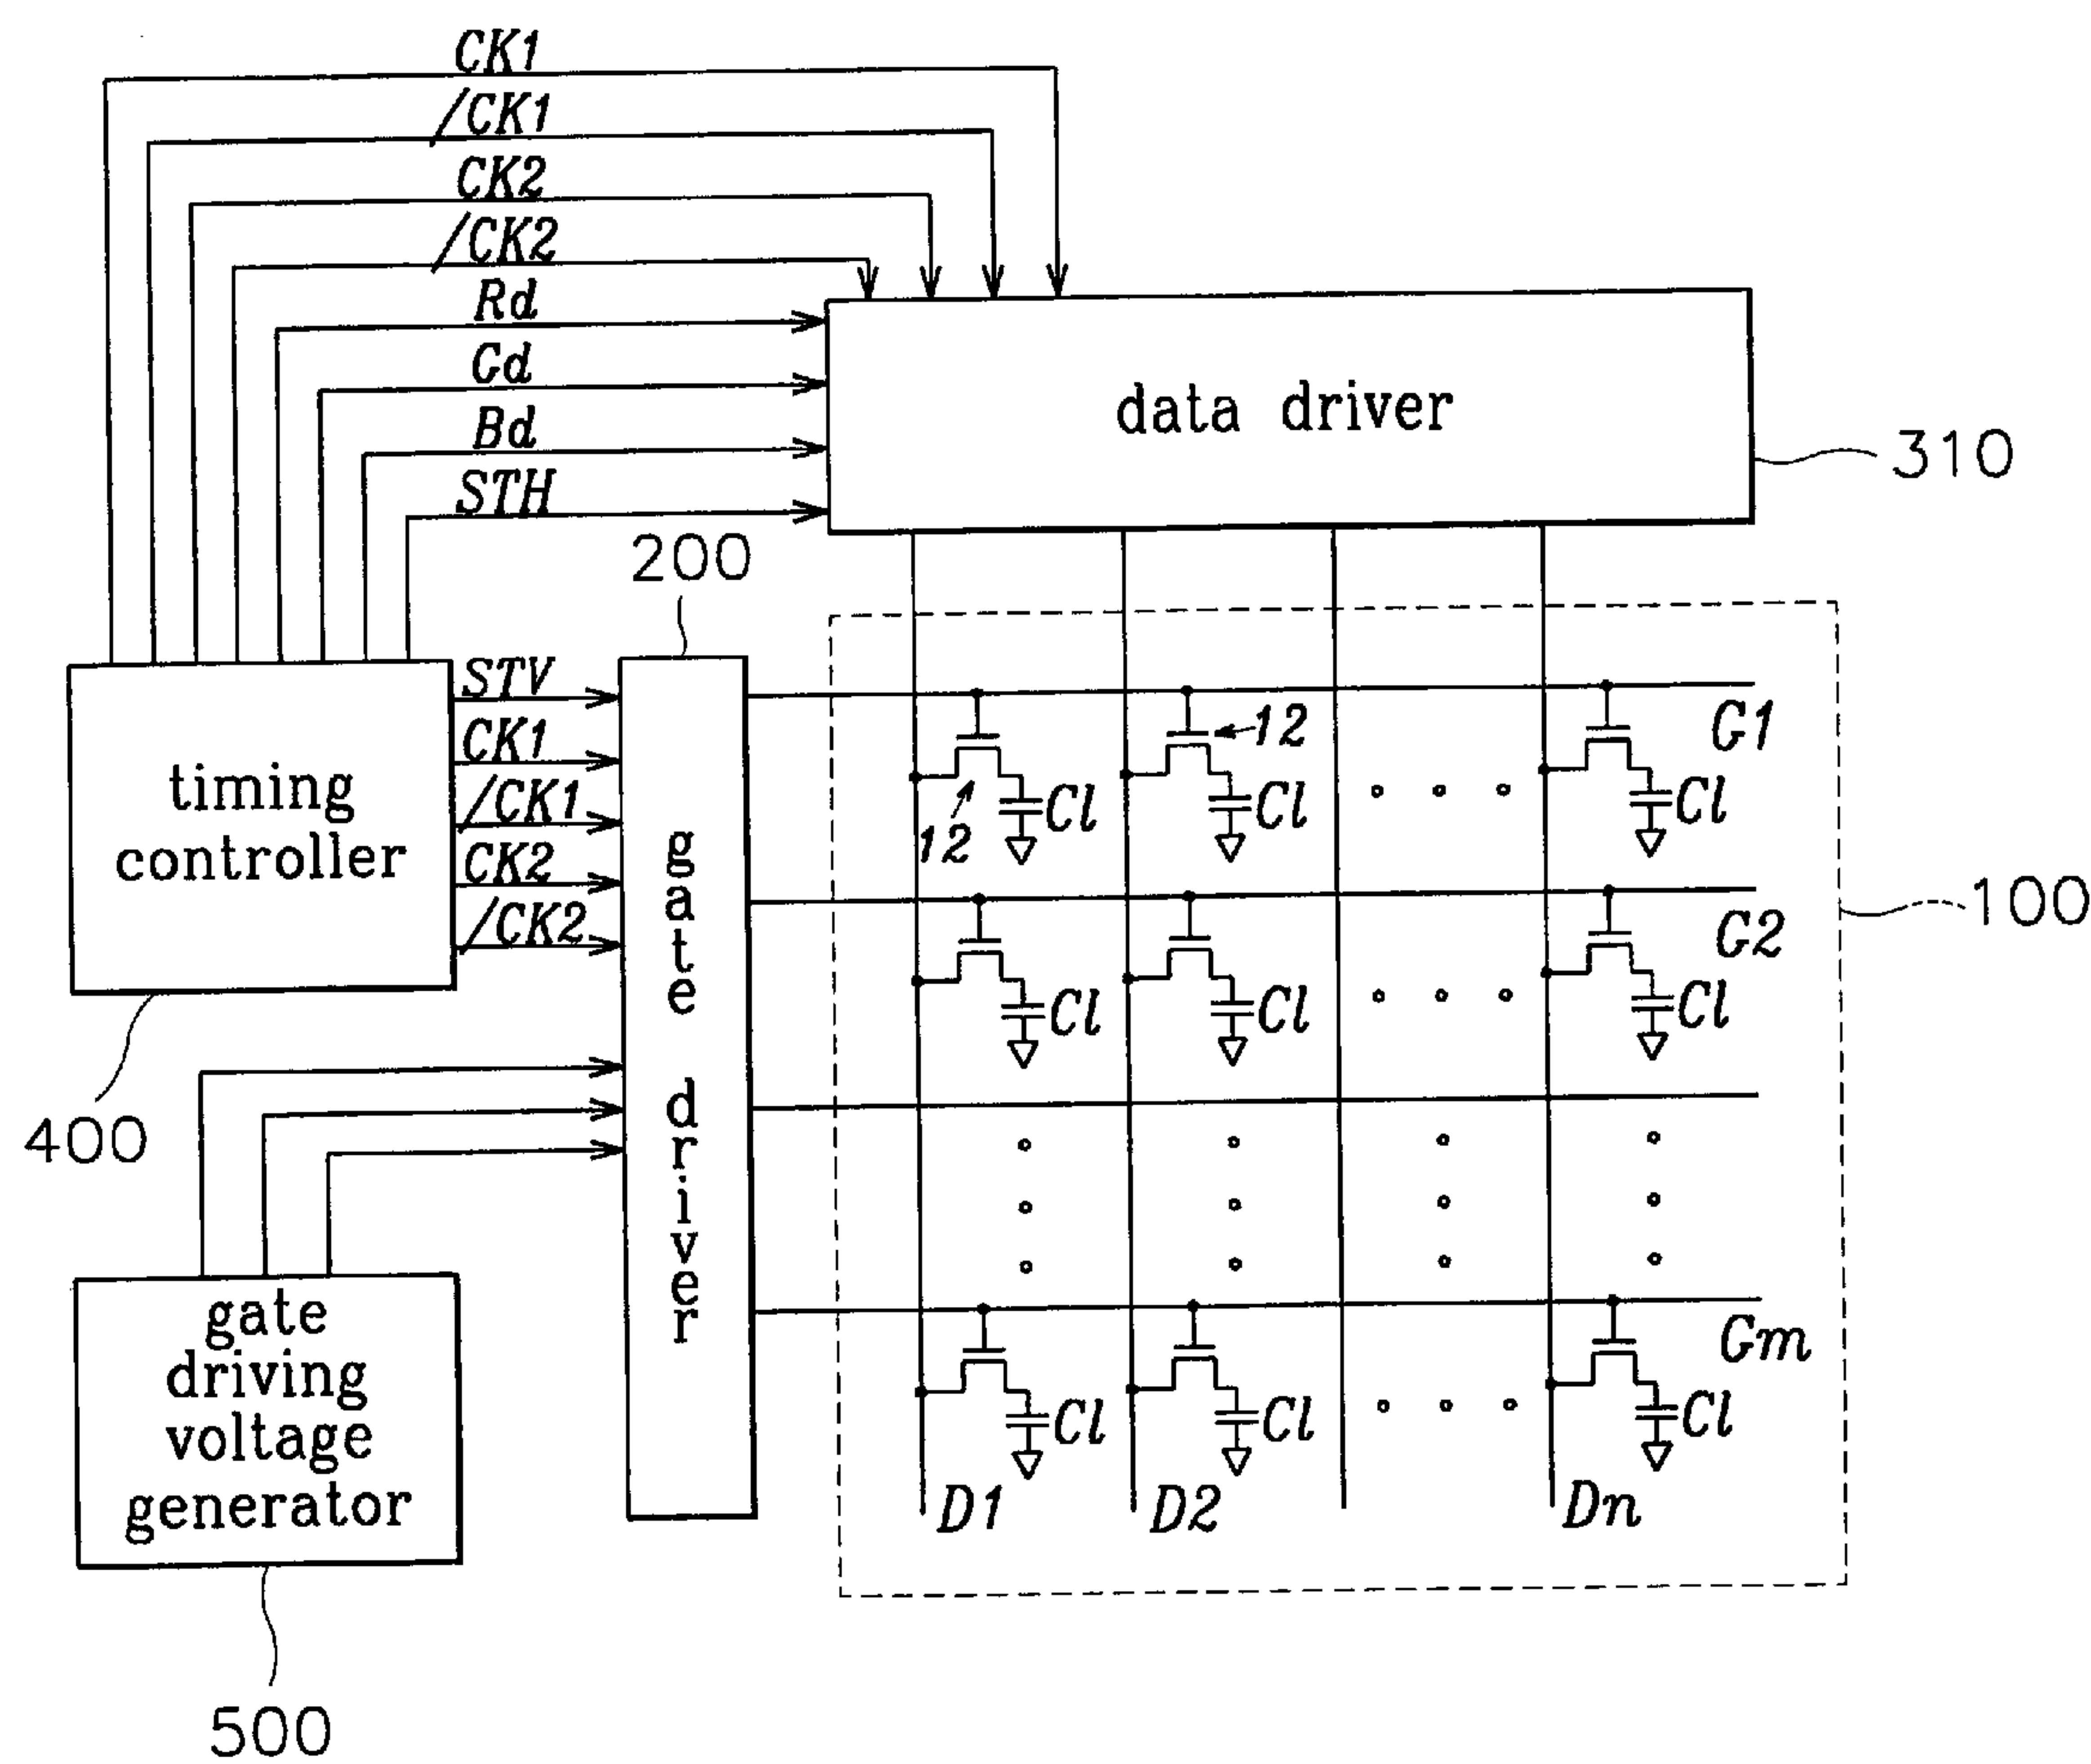 CK1
/CK1
CK2
/CK2
Rd
Gd
Bd
STH
data driver
310
200
STV
CK1
/CK1
CK2
/CK2
timing
controller
400
gate driver
gate
driving
voltage
generator
500
G1
12
12
Cl
Cl
Cl
100
G2
Cl
Cl
Cl
Gm
Cl
Cl
Cl
D1
D2
Dn